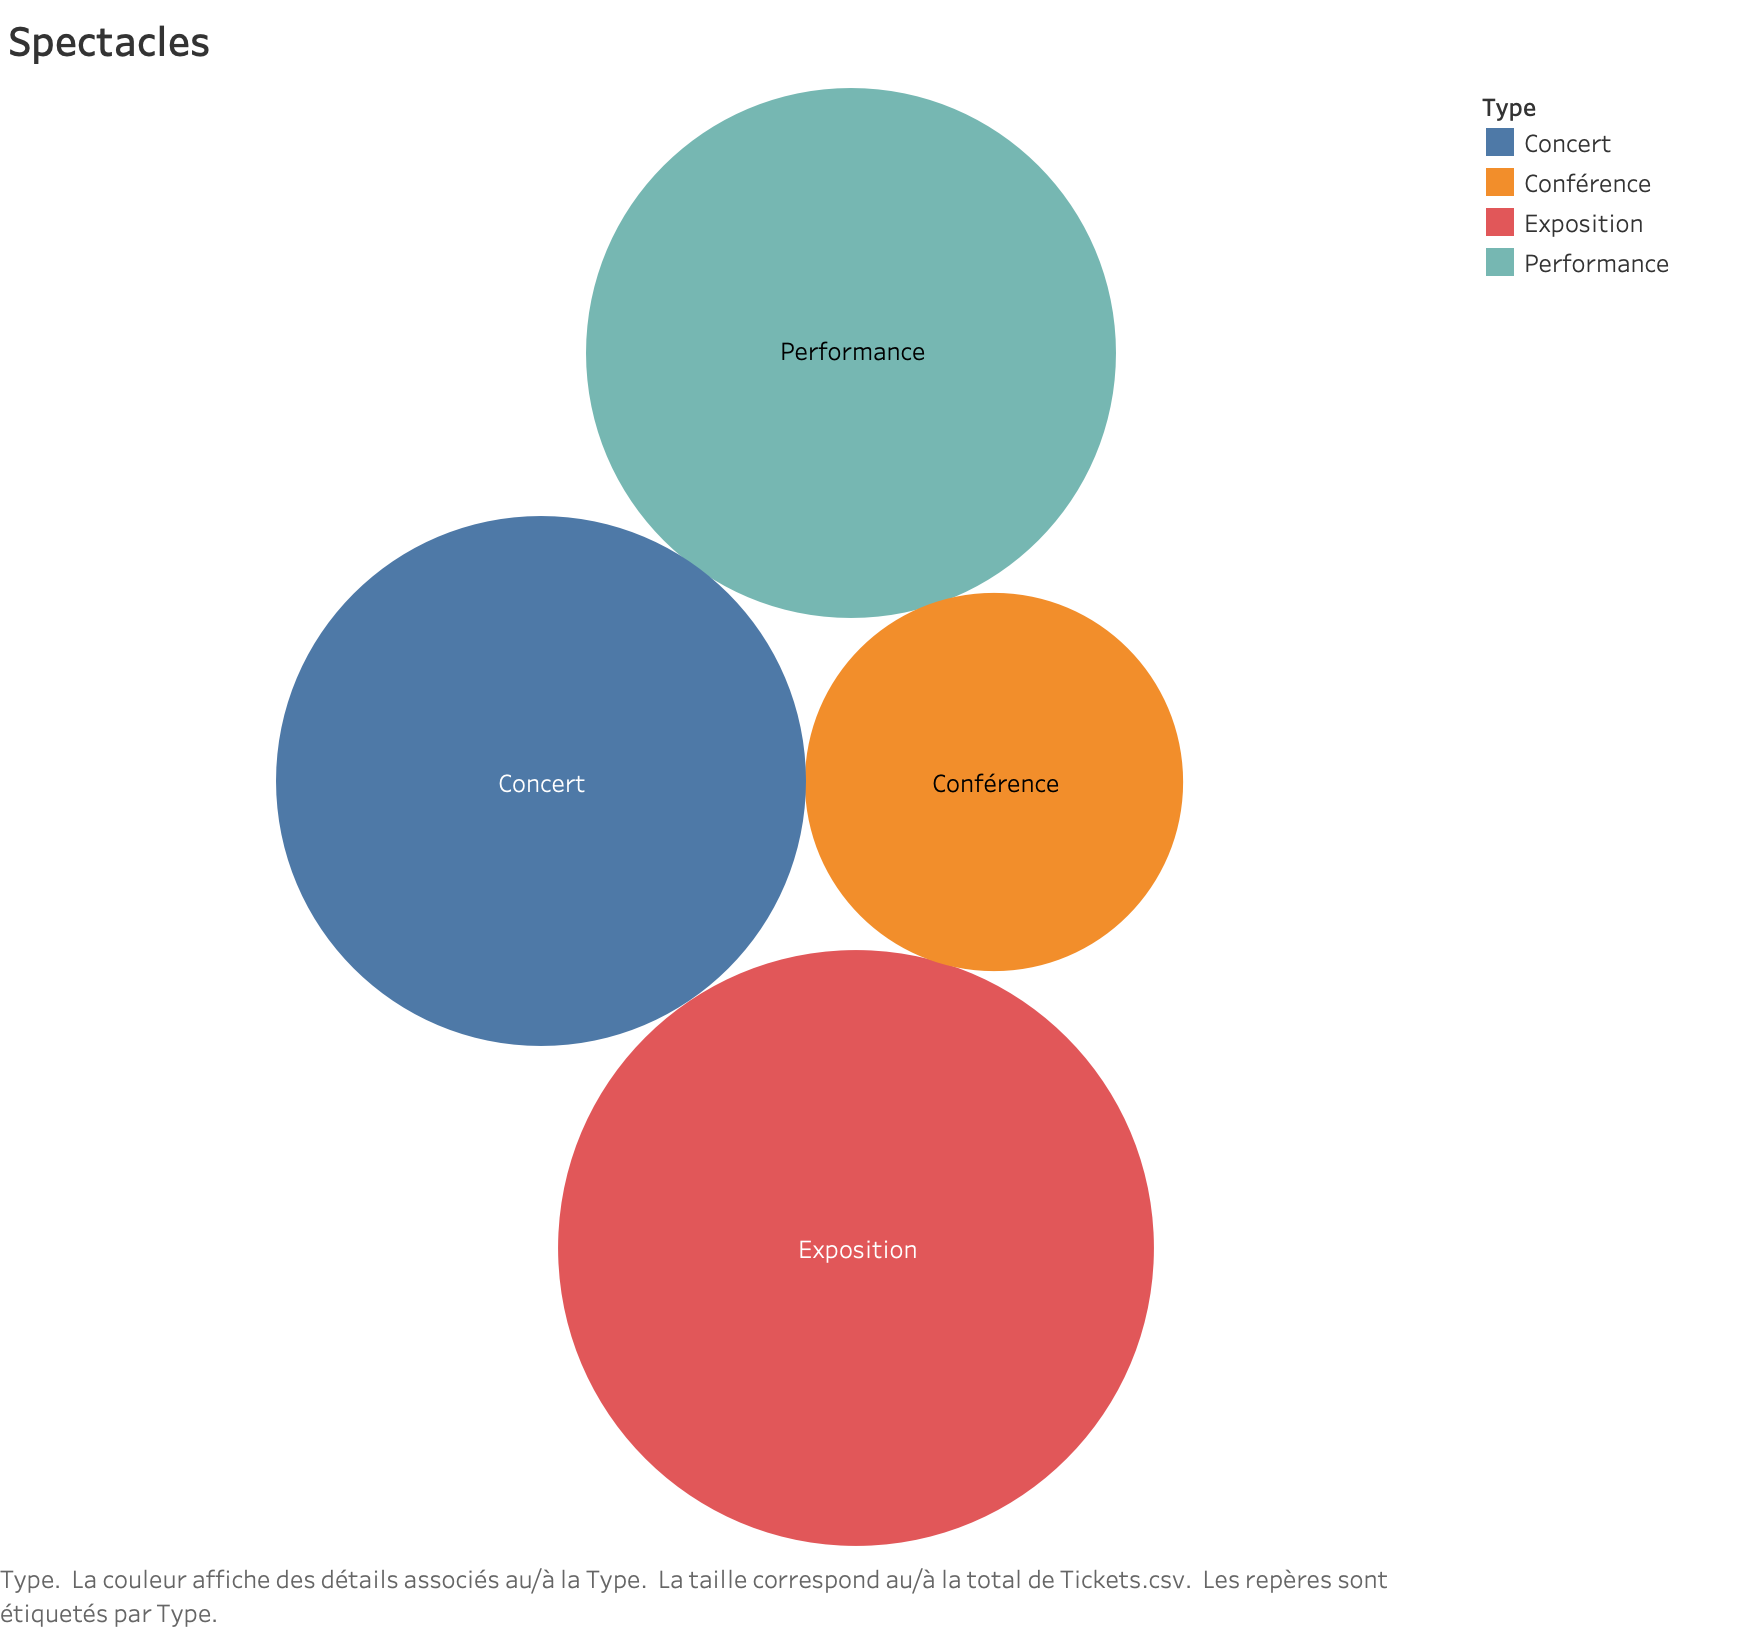 Spectacles
Type
Concert
Conférence
Exposition
Performance
Performance
Concert
Conférence
Exposition
Type.  La couleur affiche des détails associés au/à la Type.  La taille correspond au/à la total de Tickets.csv.  Les repères sont
étiquetés par Type.